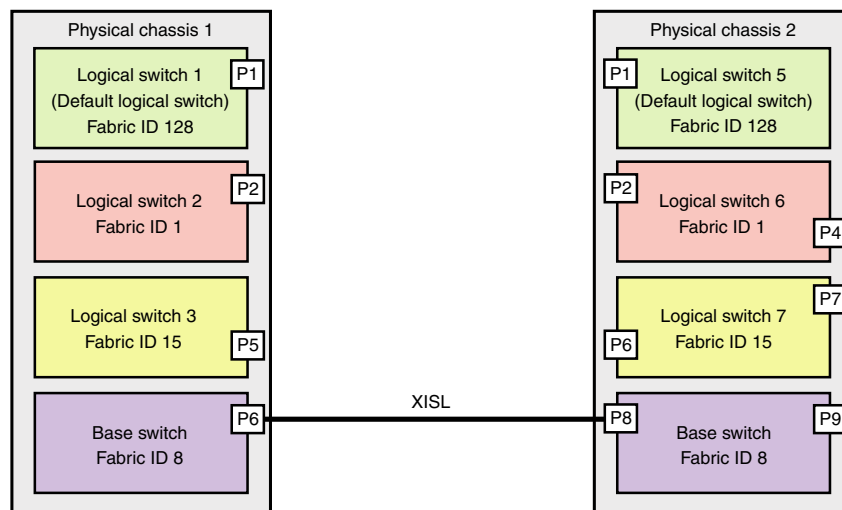 Physical chassis 1
Logical switch 1
(Default logical switch)
Fabric ID 128
P1
Logical switch 2
Fabric ID 1
P2
Logical switch 3
Fabric ID 15
P5
Base switch
Fabric ID 8
P6
XISL
Physical chassis 2
P1
Logical switch 5
(Default logical switch)
Fabric ID 128
P2
Logical switch 6
Fabric ID 1
P4
P7
Logical switch 7
Fabric ID 15
P6
P8
Base switch
Fabric ID 8
P9